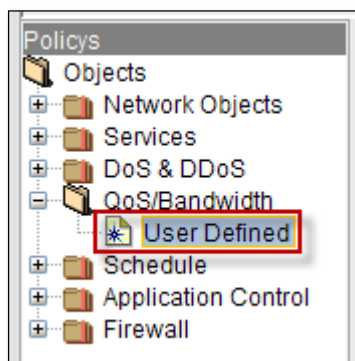 Policys
Objects
Network Objects
Services
DoS & DDoS
QoS/Bandwidth
User Defined
Schedule
Application Control
Firewall